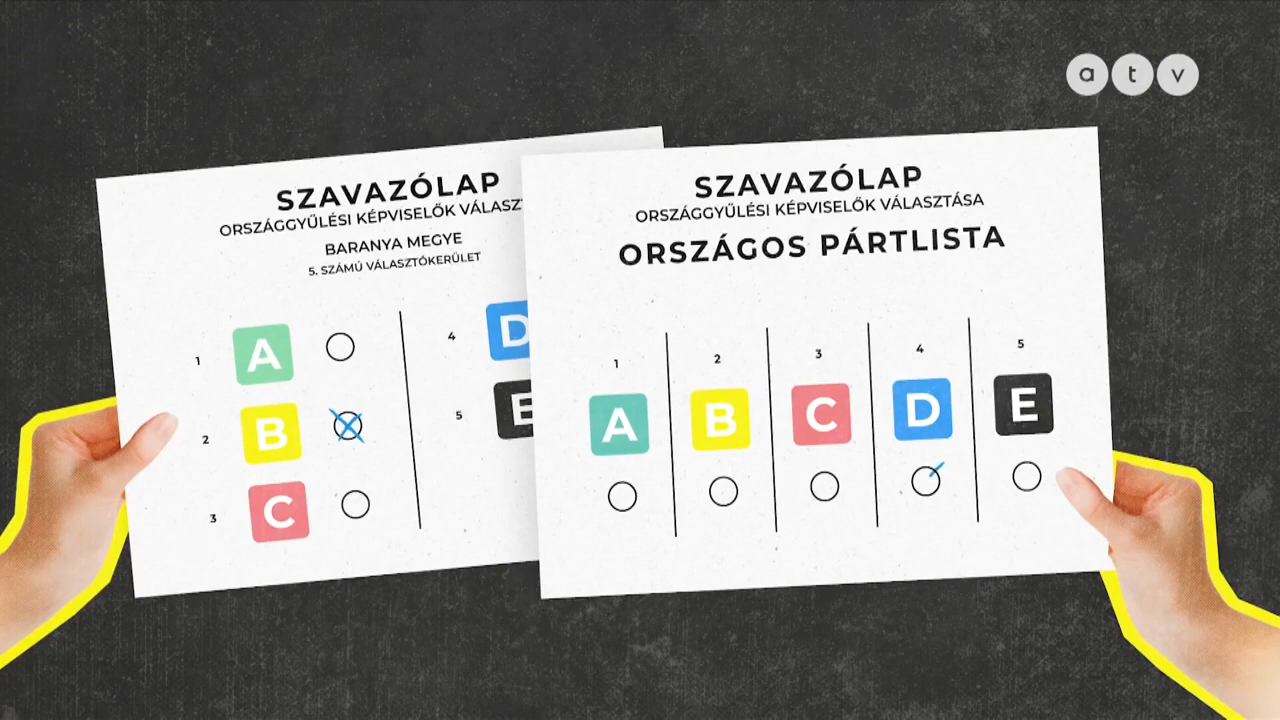 atv
SZAVAZÓLAP
ORSZÁGGYŰLÉSI KÉPVISELŐK VÁLASZT
BARANYA MEGYE
5. SZÁMÚ VÁLASZTÓKERÜLET
1 A
2 B
3 C
4 D
5 E
SZAVAZÓLAP
ORSZÁGGYŰLÉSI KÉPVISELŐK VÁLASZTÁSA
ORSZÁGOS PÁRTLISTA
1 2 3 4 5
A B C D E